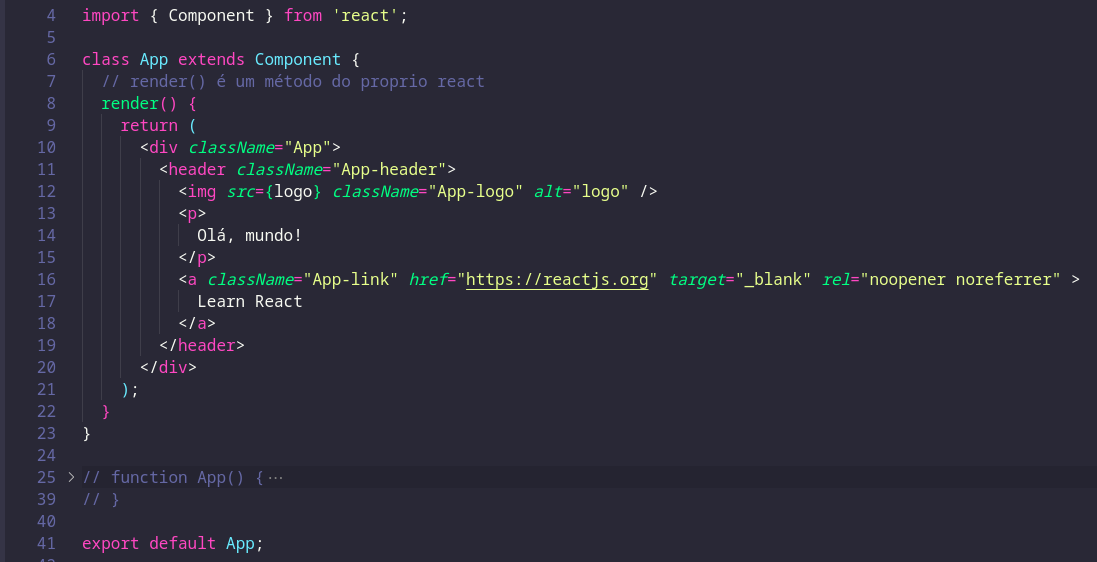 4 import { Component } from 'react';
5
6 class App extends Component {
7 // render() é um método do proprio react
8 render() {
9 return (
10 <div className="App">
11 <header className="App-header">
12 <img src={logo} className="App-logo" alt="logo" />
13 <p>
14 Olá, mundo!
15 </p>
16 <a className="App-link" href="https://reactjs.org" target="_blank" rel="noopener noreferrer" >
17 Learn React
18 </a>
19 </header>
20 </div>
21 );
22 }
23 }
24
25 // function App() {···
39 // }
40
41 export default App;